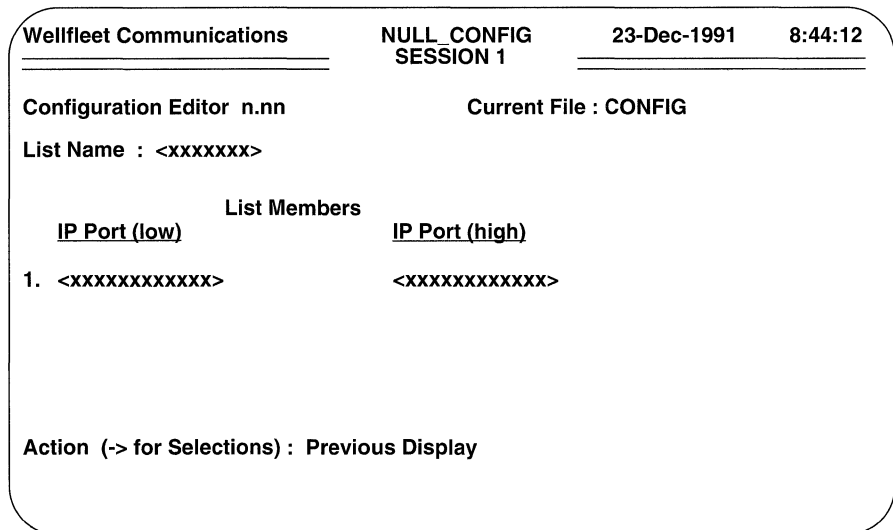 Wellfleet Communications NULL_CONFIG 23-Dec-1991 8:44:12
SESSION 1
Configuration Editor n.nn Current File : CONFIG
List Name : <xxxxxxx>
List Members
IP Port (low) IP Port (high)
1. <xxxxxxxxxxxx> <xxxxxxxxxxxx>
Action (-> for Selections) : Previous Display